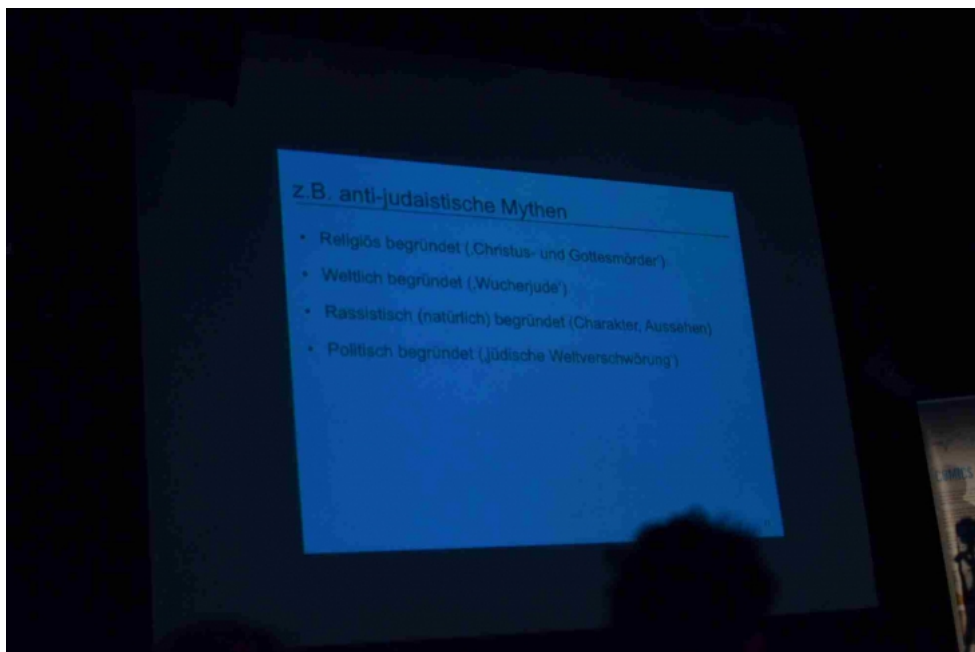 z.B. anti-judaistische Mythen
• Religiös begründet (‚Christus- und Gottesmörder')
• Weltlich begründet (‚Wucherjude')
• Rassistisch (natürlich) begründet (Charakter, Aussehen)
• Politisch begründet (‚jüdische Weltverschwörung')